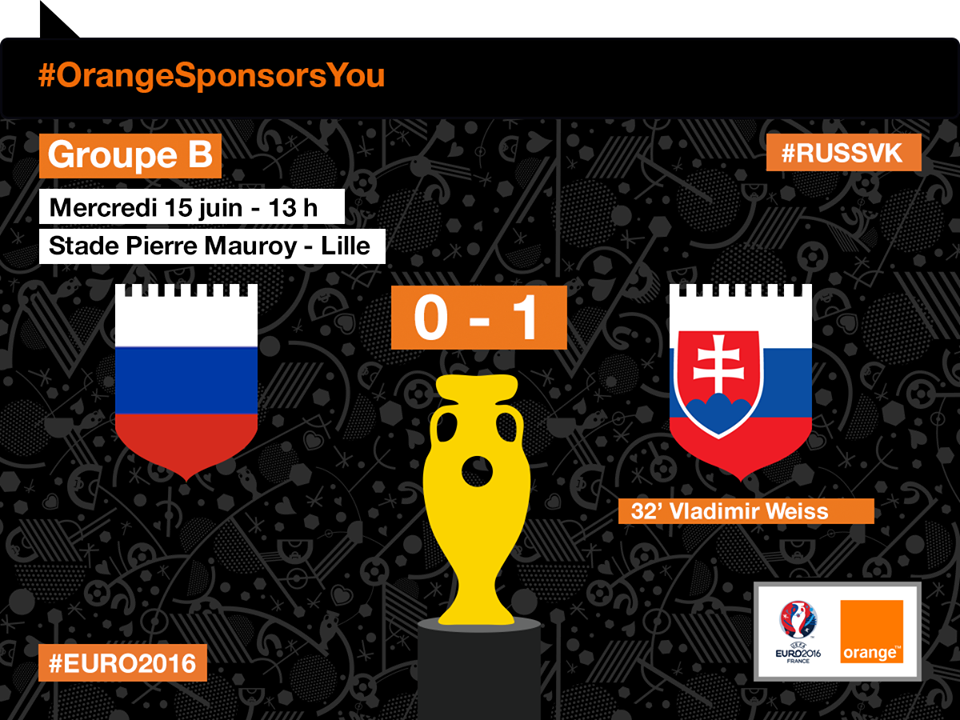 #OrangeSponsorsYou
Groupe B
#RUSSVK
Mercredi 15 juin - 13 h
Stade Pierre Mauroy - Lille
0 - 1
32’ Vladimir Weiss
#EURO2016
UEFA
EURO2016
FRANCE
orange™